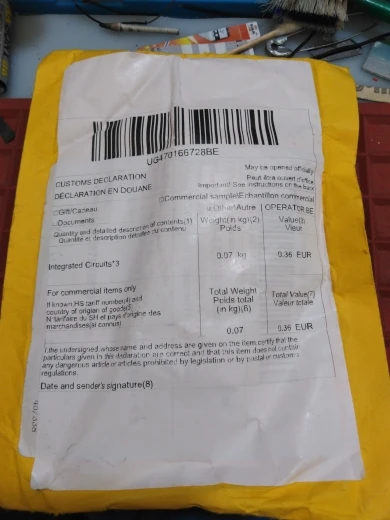 UG470166728BE
May be opened officially
CUSTOMS DECLARATION
Peut être ouvert d'office
DÉCLARATION EN DOUANE
Important! See instructions on the back
□Gift/Cadeau
□Commercial sample\Echantillon commercial
□Documents
Other\Autre
OPERATOR BE
Quantity and detailed description of contents(1)
Quantité et description détaillée du contenu
Weight(in kg)(2)
Poids
Value(3)
Integrated Circuits*3
0.07 kg
0.36 EUR
For commercial items only
If known,HS tariff number(4) and
country of origin of goods(5)
N°tarifaire du SH et pays d'origine des
marchandises(si connus)
Total Weight
Poids total
(in kg)(6)
Total Value(7)
Valeur totale
0.07
0.36 EUR
I,the undersigned,whose name and address are given on the item,certify that the
particulars given in this declaration are correct and that this item does not contain
any dangerous article or articles prohibited by legislation or by postal or customs
regulations.
Date and sender's signature(8)